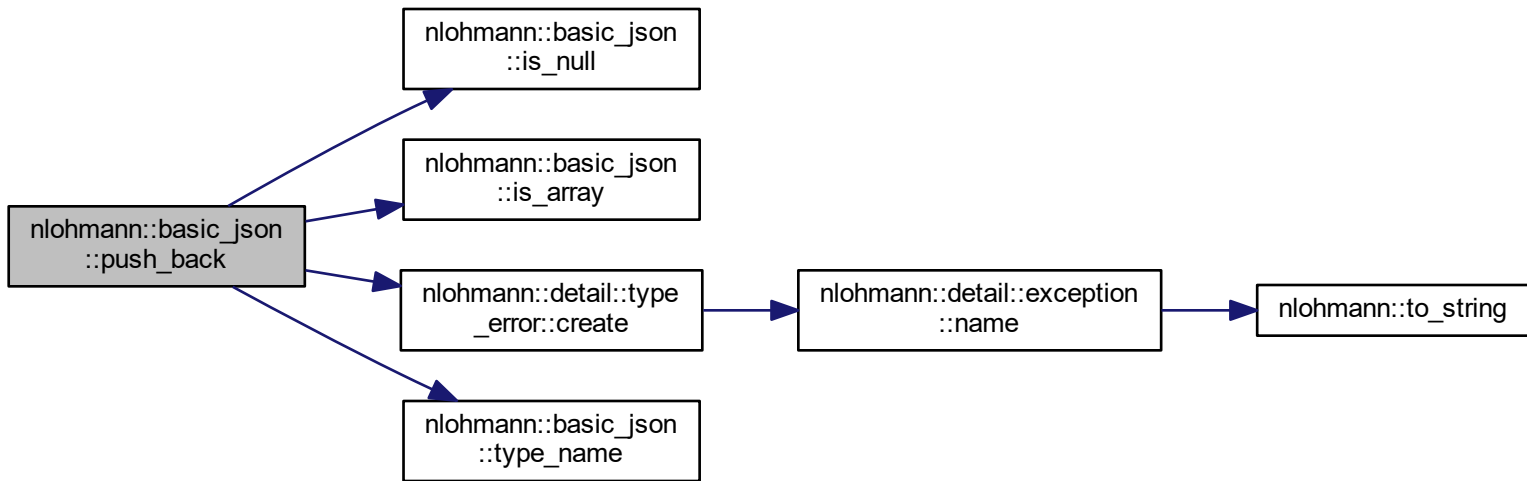 nlohmann::basic_json
::is_null
nlohmann::basic_json
::is_array
nlohmann::basic_json
::push_back
nlohmann::detail::type
_error::create
nlohmann::detail::exception
::name
nlohmann::to_string
nlohmann::basic_json
::type_name